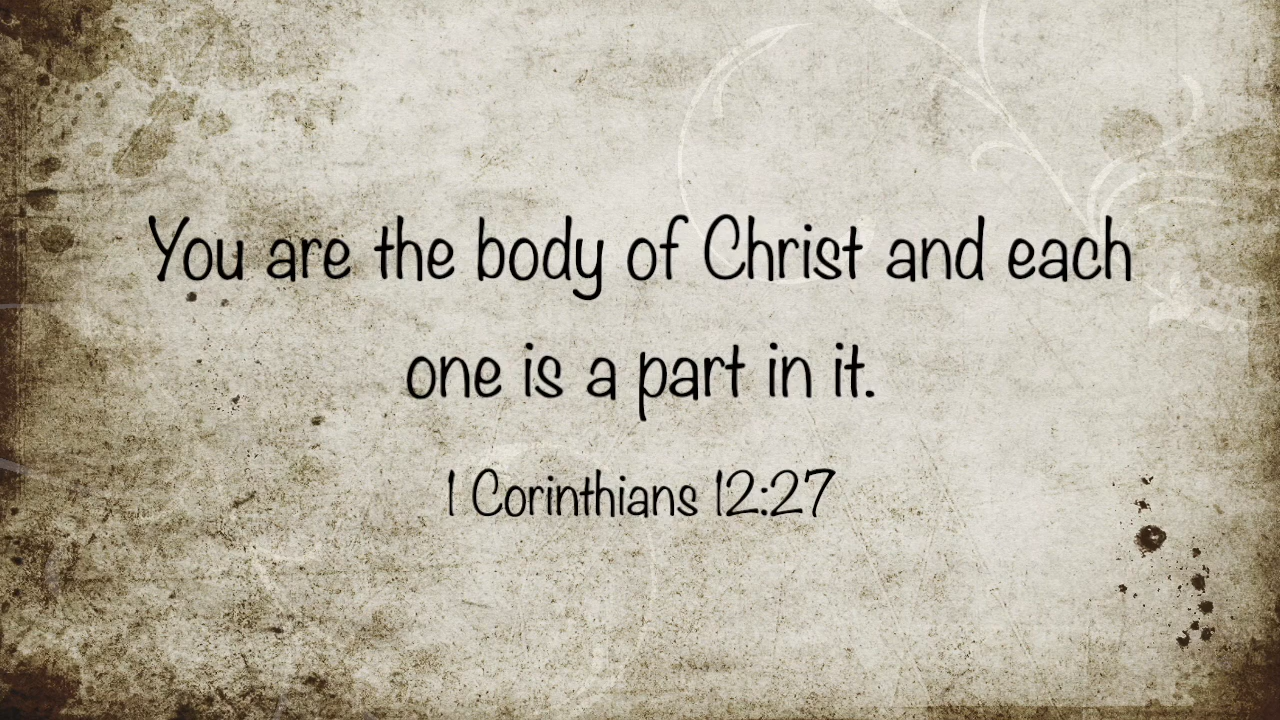 You are the body of Christ and each
one is a part in it.
1 Corinthians 12:27